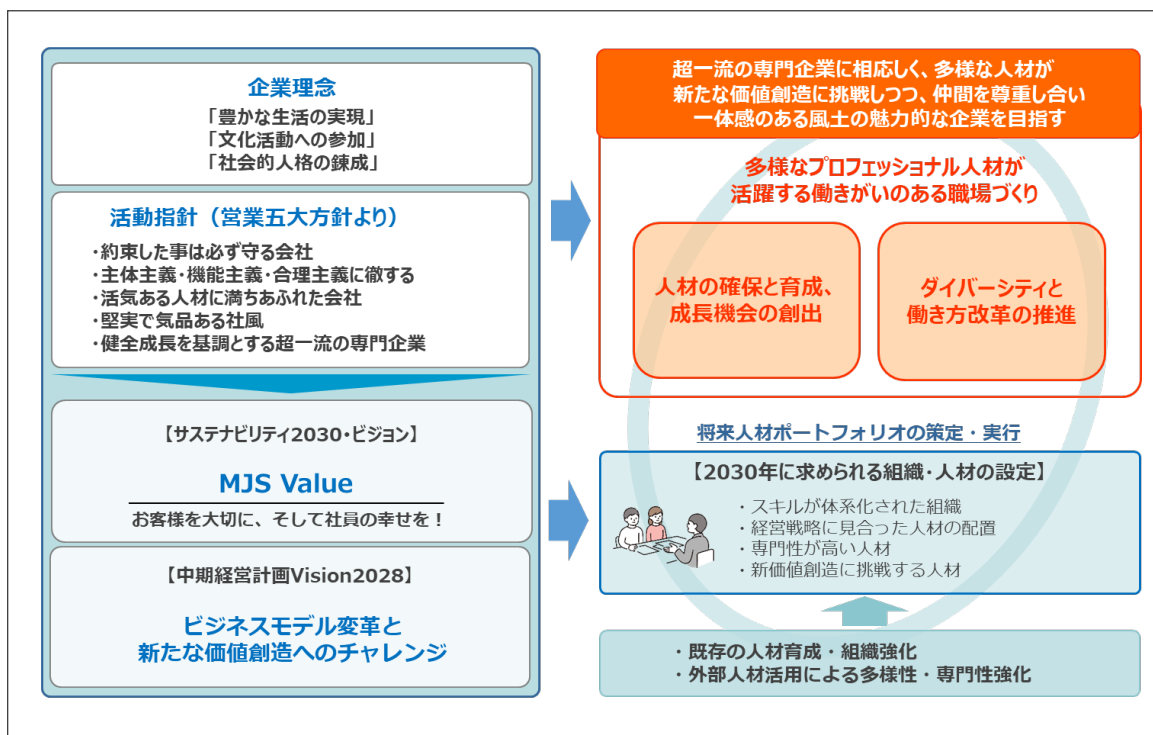 企業理念
「豊かな生活の実現」
「文化活動への参加」
「社会的人格の錬成」
活動指針（営業五大方針より）
・約束した事は必ず守る会社
・主体主義・機能主義・合理主義に徹する
・活気ある人材に満ちあふれた会社
・堅実で気品ある社風
・健全成長を基調とする超一流の専門企業
【サステナビリティ2030・ビジョン】
MJS Value
お客様を大切に、そして社員の幸せを！
【中期経営計画Vision2028】
ビジネスモデル変革と
新たな価値創造へのチャレンジ
超一流の専門企業に相応しく、多様な人材が
新たな価値創造に挑戦しつつ、仲間を尊重し合い
一体感のある風土の魅力的な企業を目指す
多様なプロフェッショナル人材が
活躍する働きがいのある職場づくり
人材の確保と育成、
成長機会の創出
ダイバーシティと
働き方改革の推進
将来人材ポートフォリオの策定・実行
【2030年に求められる組織・人材の設定】
・スキルが体系化された組織
・経営戦略に見合った人材の配置
・専門性が高い人材
・新価値創造に挑戦する人材
・既存の人材育成・組織強化
・外部人材活用による多様性・専門性強化